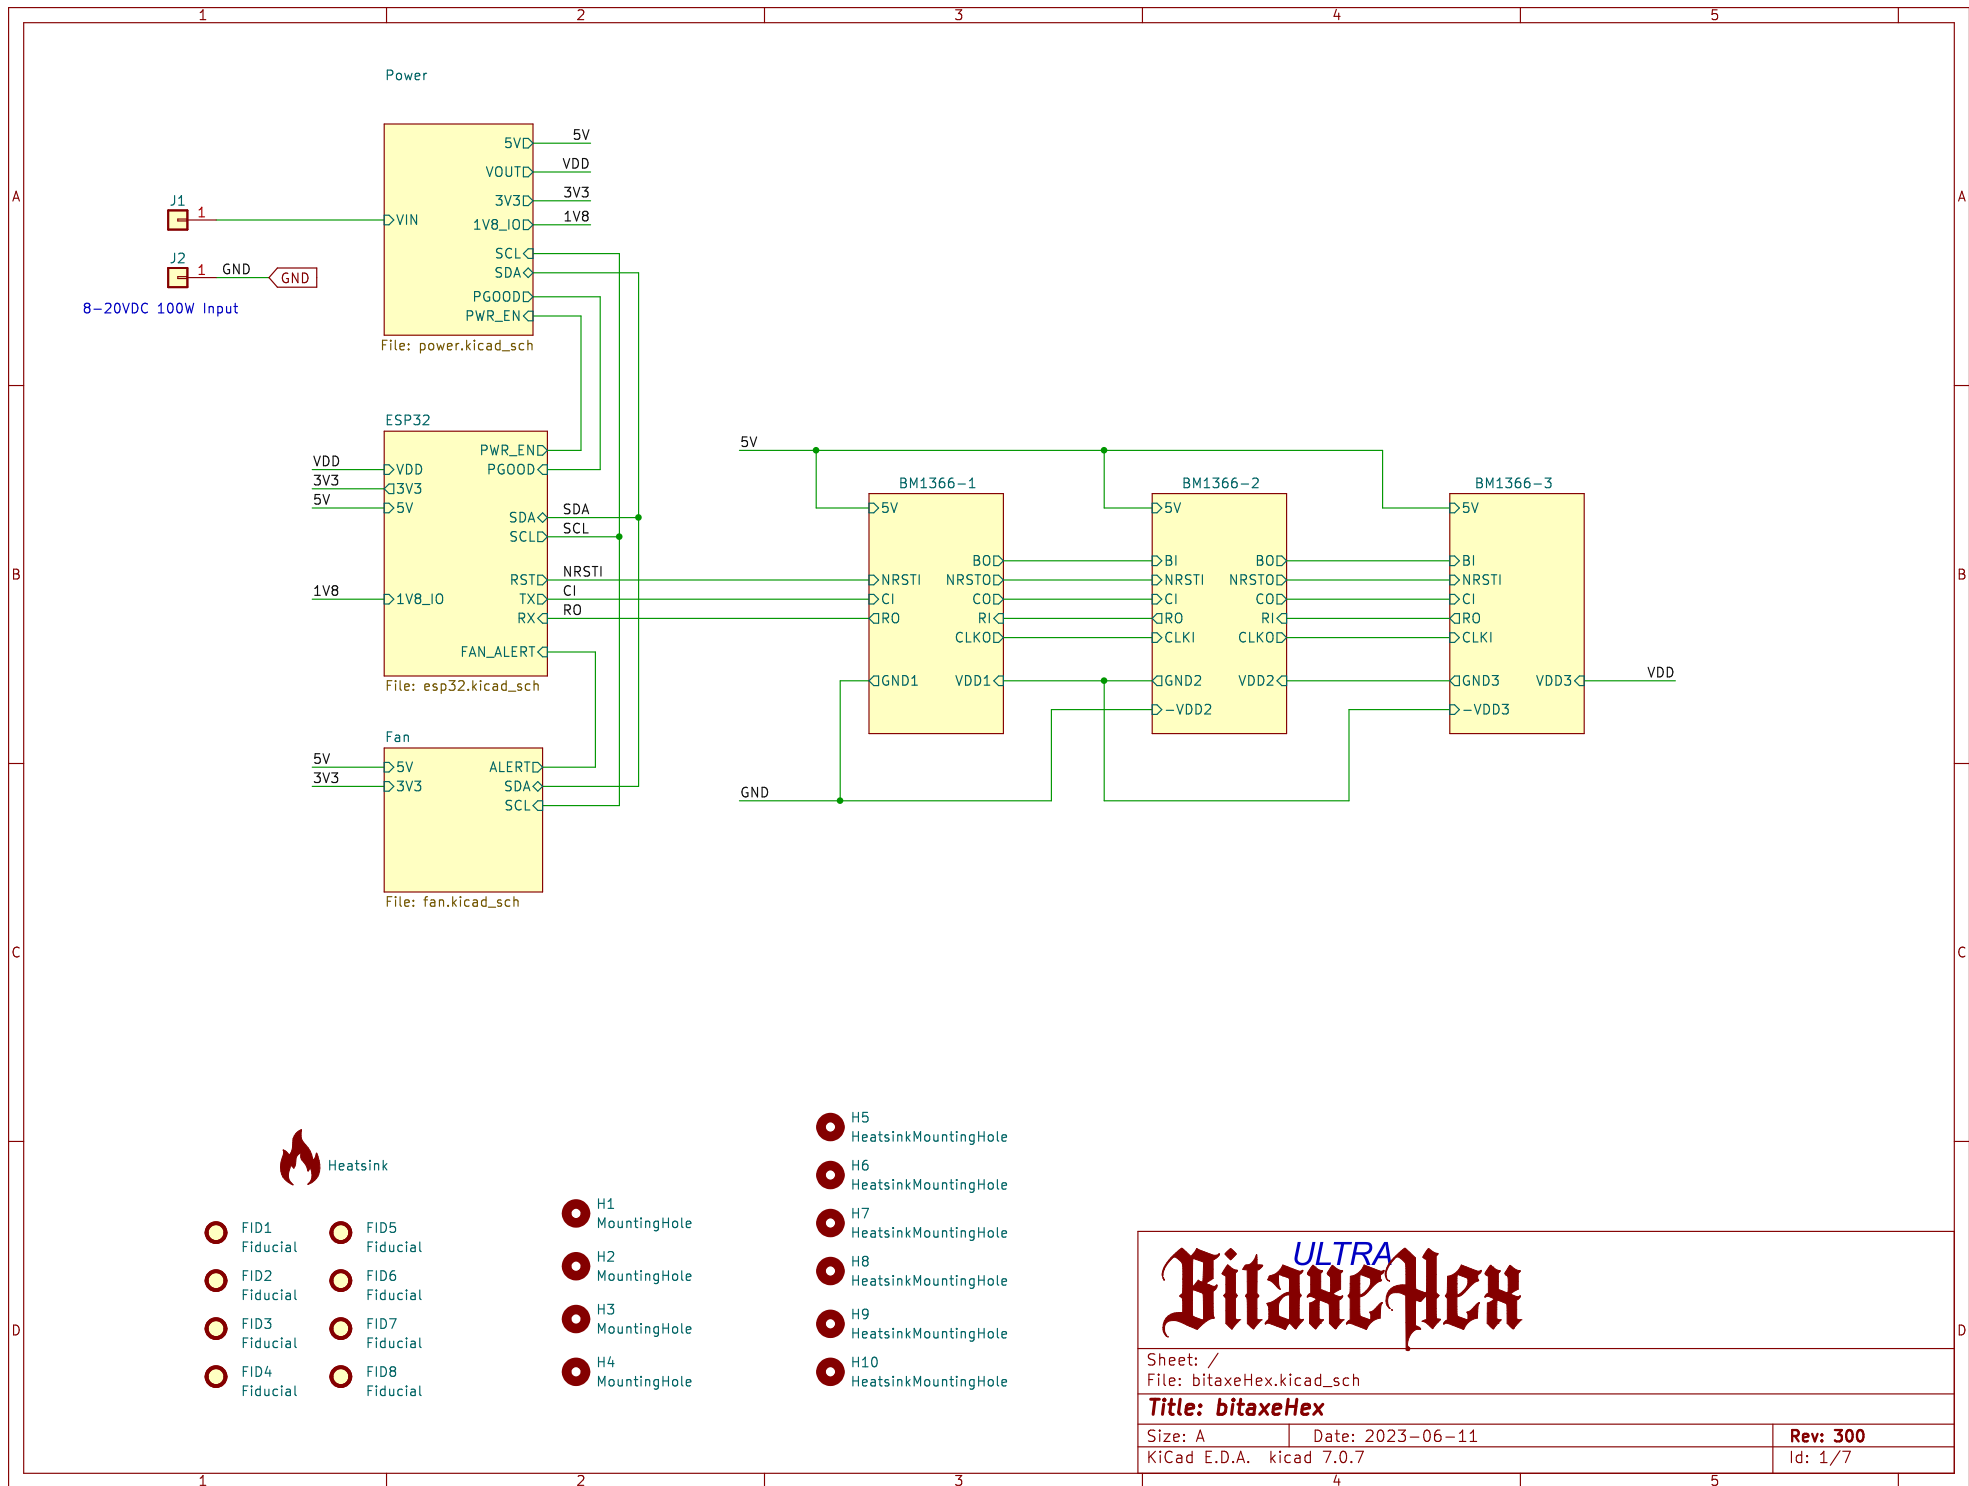 1 2 3 4 5
A A
B B
C C
D D
Power
5V 5V
VOUT VDD
3V3 3V3
1V8_IO 1V8
VIN
SCL
SDA
PGOOD
PWR_EN
File: power.kicad_sch
J1
1
J2
1 GND GND
8-20VDC 100W Input
ESP32
PWR_EN
VDD VDD PGOOD
3V3 3V3
5V 5V
SDA SDA
SCL SCL
RST NRSTI
1V8 1V8_IO TX CI
RX RO
FAN_ALERT
File: esp32.kicad_sch
Fan
5V 5V ALERT
3V3 3V3 SDA
SCL
File: fan.kicad_sch
5V
BM1366-1
5V
BO
NRSTI NRSTO
CI CO
RO RI
CLKO
GND1 VDD1
BM1366-2
5V
BI BO
NRSTI NRSTO
CI CO
RO RI
CLKI CLKO
GND2 VDD2
-VDD2
BM1366-3
5V
BI
NRSTI
CI
RO
CLKI
GND3 VDD3 VDD
-VDD3
GND
Heatsink
FID1
Fiducial
FID2
Fiducial
FID3
Fiducial
FID4
Fiducial
FID5
Fiducial
FID6
Fiducial
FID7
Fiducial
FID8
Fiducial
H1
MountingHole
H2
MountingHole
H3
MountingHole
H4
MountingHole
H5
HeatsinkMountingHole
H6
HeatsinkMountingHole
H7
HeatsinkMountingHole
H8
HeatsinkMountingHole
H9
HeatsinkMountingHole
H10
HeatsinkMountingHole
ULTRA
BitaxeHex
Sheet: /
File: bitaxeHex.kicad_sch
Title: bitaxeHex
Size: A Date: 2023-06-11 Rev: 300
KiCad E.D.A. kicad 7.0.7 Id: 1/7
1 2 3 4 5